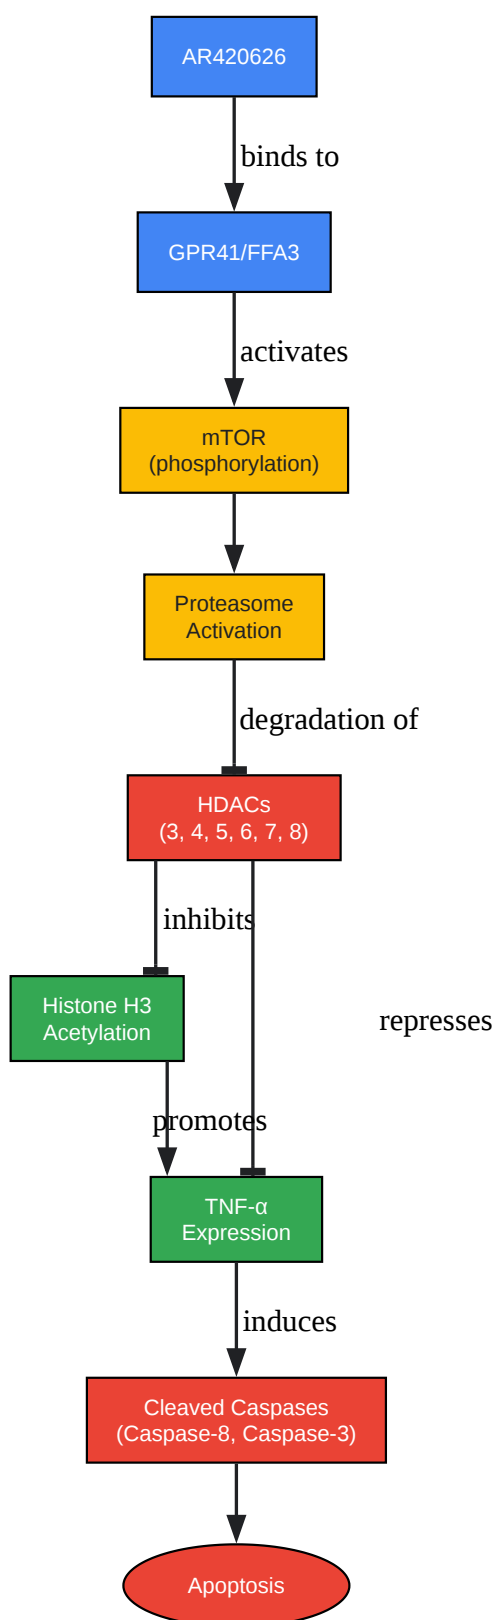 AR420626
binds to
GPR41/FFA3
activates
mTOR
(phosphorylation)
Proteasome
Activation
degradation of
HDACs
(3, 4, 5, 6, 7, 8)
inhibits
Histone H3
Acetylation
represses
promotes
TNF-α
Expression
induces
Cleaved Caspases
(Caspase-8, Caspase-3)
Apoptosis